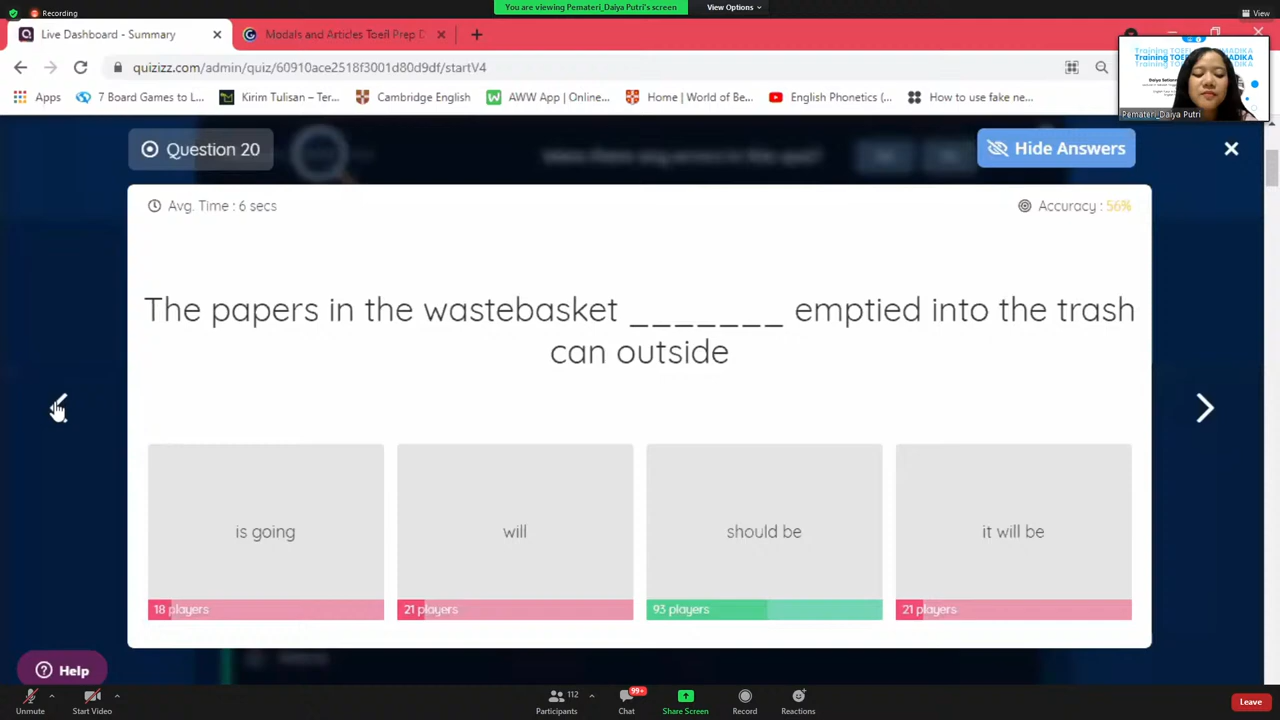 Recording
You are viewing Pemateri_Daiya Putri's screen
View Options
View
Live Dashboard - Summary
Modals and Articles Toefl Prep D
quizizz.com/admin/quiz/60910ace2518f3001d80d9df/startV4
Apps
7 Board Games to L...
Kirim Tulisan – Ter...
Cambridge English
AWW App | Online...
Home | World of Be...
English Phonetics (...
How to use fake ne...
Pemateri_Daiya Putri
Question 20
Hide Answers
Avg. Time : 6 secs
Accuracy : 56%
The papers in the wastebasket _______ emptied into the trash
can outside
is going
will
should be
it will be
18 players
21 players
93 players
21 players
Help
Unmute
Start Video
112
Participants
99+
Chat
Share Screen
Record
Reactions
Leave